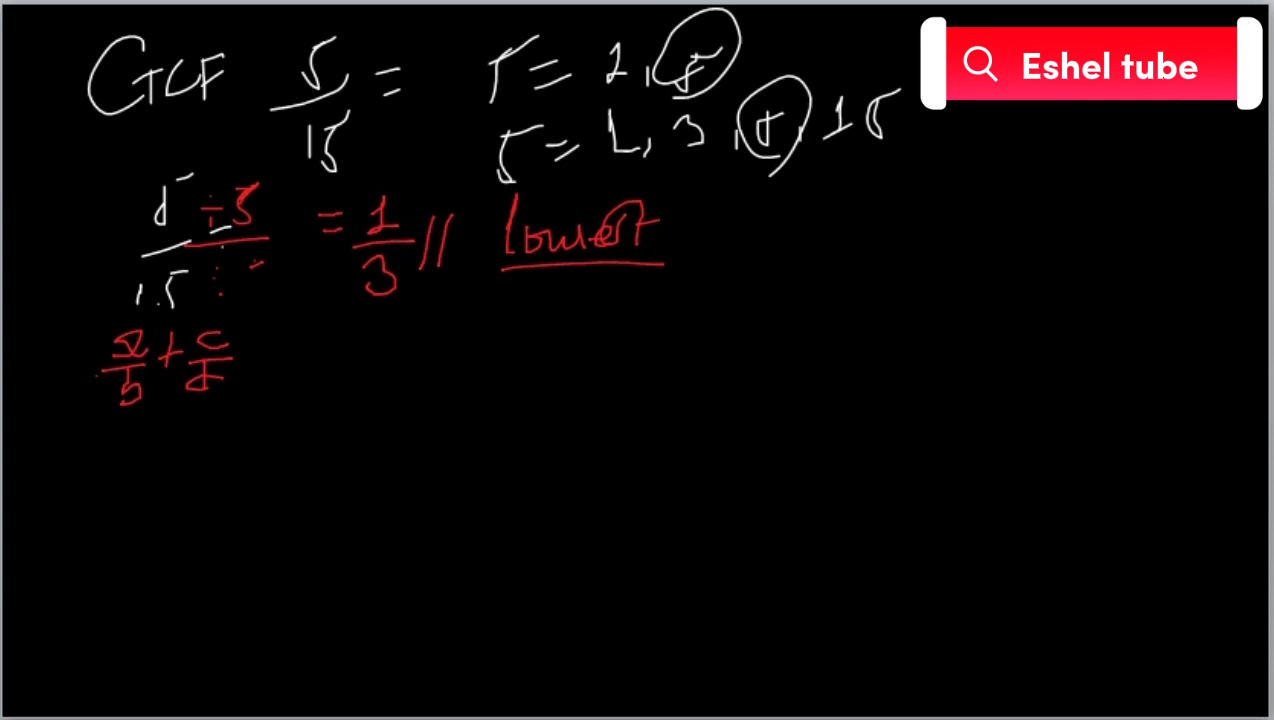 GCF 5/15 = 5 = 1, 5
5 = 1, 3, 5, 15
Eshel tube
5/15 ÷5 = 1/3 // lowest
a/b + c/d